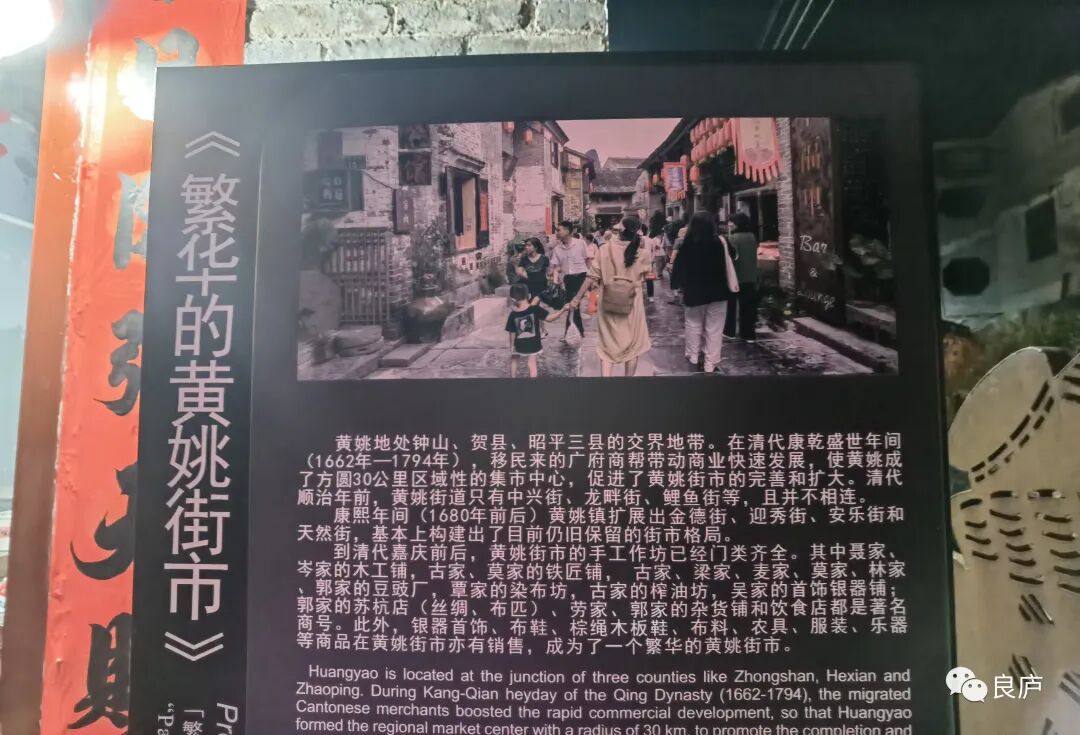 《繁华的黄姚街市》
Bar
&
Lounge
黄姚地处钟山、贺县、昭平三县的交界地带。在清代康乾盛世年间
（1662年—1794年），移民来的广府商帮带动商业快速发展，使黄姚成
了方圆30公里区域性的集市中心，促进了黄姚街市的完善和扩大。清代
顺治年前，黄姚街道只有中兴街、龙畔街、鲤鱼街等，且并不相连。
康熙年间（1680年前后）黄姚镇扩展出金德街、迎秀街、安乐街和
天然街，基本上构建出了目前仍旧保留的街市格局。
到清代嘉庆前后，黄姚街市的手工作坊已经门类齐全。其中聂家、
岑家的木工铺，古家、莫家的铁匠铺， 古家、梁家、麦家、莫家、林家
、郭家的豆豉厂，覃家的染布坊，古家的榨油坊，吴家的首饰银器铺；
郭家的苏杭店（丝绸、布匹）、劳家、郭家的杂货铺和饮食店都是著名
商号。此外，银器首饰、布鞋、棕绳木板鞋、布料、农具、服装、乐器
等商品在黄姚街市亦有销售，成为了一个繁华的黄姚街市。
Huangyao is located at the junction of three counties like Zhongshan, Hexian and
Zhaoping. During Kang-Qian heyday of the Qing Dynasty (1662-1794), the migrated
Cantonese merchants boosted the rapid commercial development, so that Huangyao
formed the regional market center with a radius of 30 km, to promote the completion and
「繁
良庐